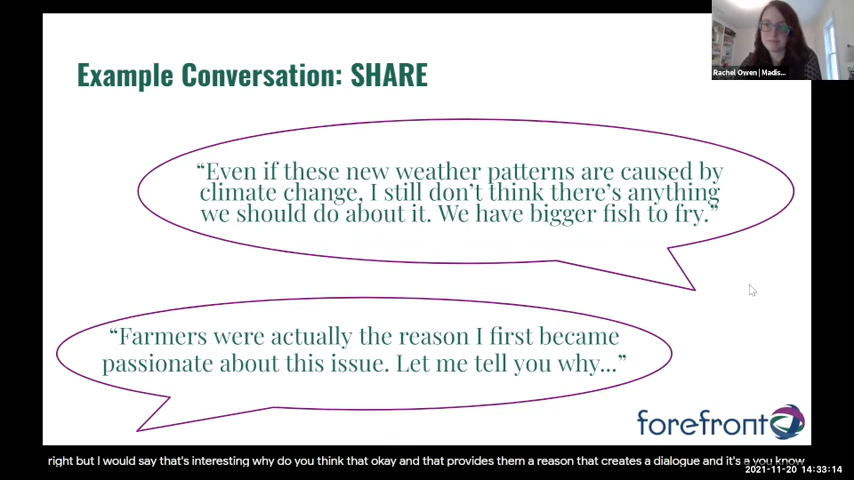 Rachel Owen | Madis...
Example Conversation: SHARE
“Even if these new weather patterns are caused by
climate change, I still don’t think there’s anything
we should do about it. We have bigger fish to fry.”
“Farmers were actually the reason I first became
passionate about this issue. Let me tell you why...”
forefront
right but I would say that's interesting why do you think that okay and that provides them a reason that creates a dialogue and it's a you know
2021-11-20 14:33:14